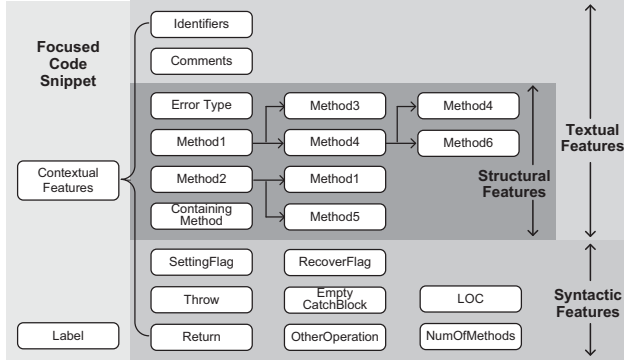 Focused
Code
Snippet
Identifiers
Comments
Error Type
Method3
Method4
Method1
Method4
Method6
Textual
Features
Contextual
Features
Method2
Method1
Structural
Features
Containing
Method
Method5
SettingFlag
RecoverFlag
Throw
Empty
CatchBlock
LOC
Syntactic
Features
Label
Return
OtherOperation
NumOfMethods